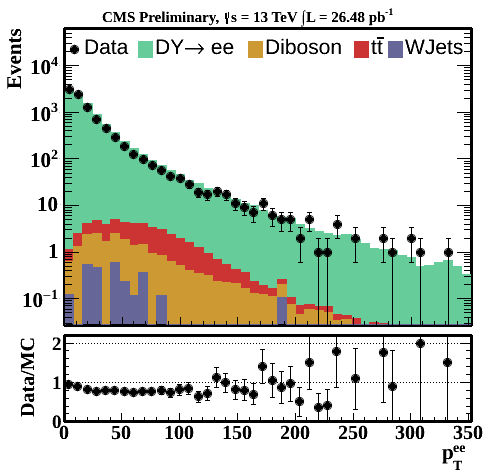 CMS Preliminary, √s = 13 TeV ∫L = 26.48 pb⁻¹
Events
Data DY→ ee Diboson tt̄ WJets
10⁴
10³
10²
10
1
10⁻¹
Data/MC
2
1
0
0 50 100 150 200 250 300 350
p_T^ee